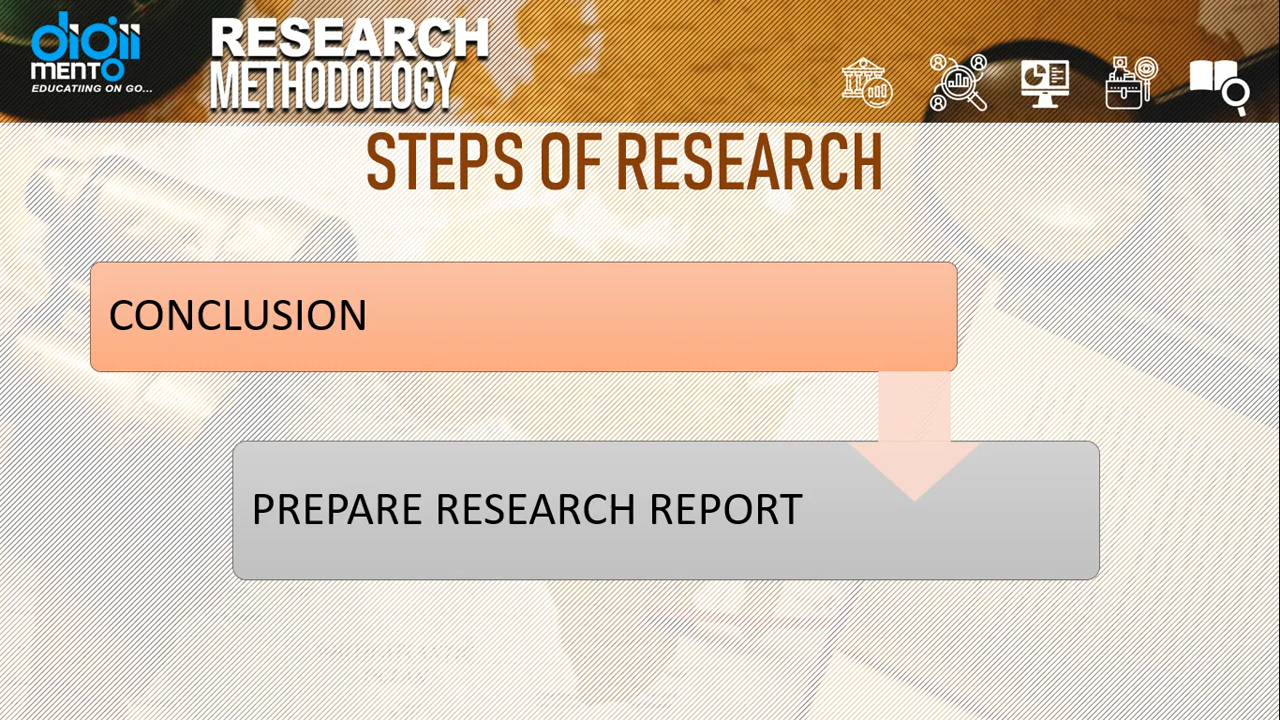 digii
MENTO
EDUCATIING ON GO...
RESEARCH
METHODOLOGY
STEPS OF RESEARCH
CONCLUSION
PREPARE RESEARCH REPORT